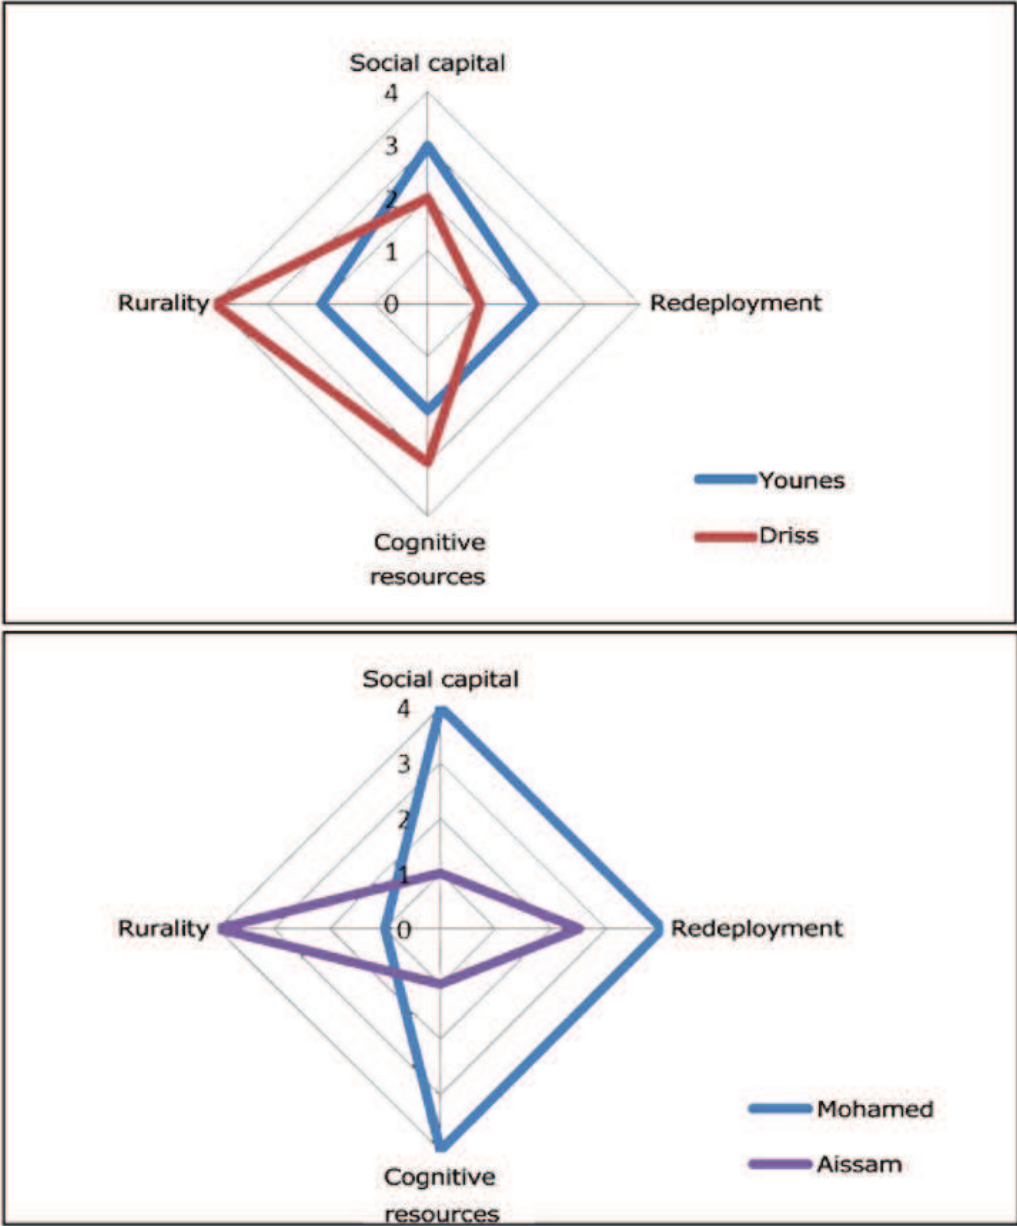 Social capital
4
3
2
1
Rurality
0
Redeployment
Cognitive
resources
Younes
Driss
Social capital
4
3
2
1
Rurality
0
Redeployment
Mohamed
Aissam
Cognitive
resources